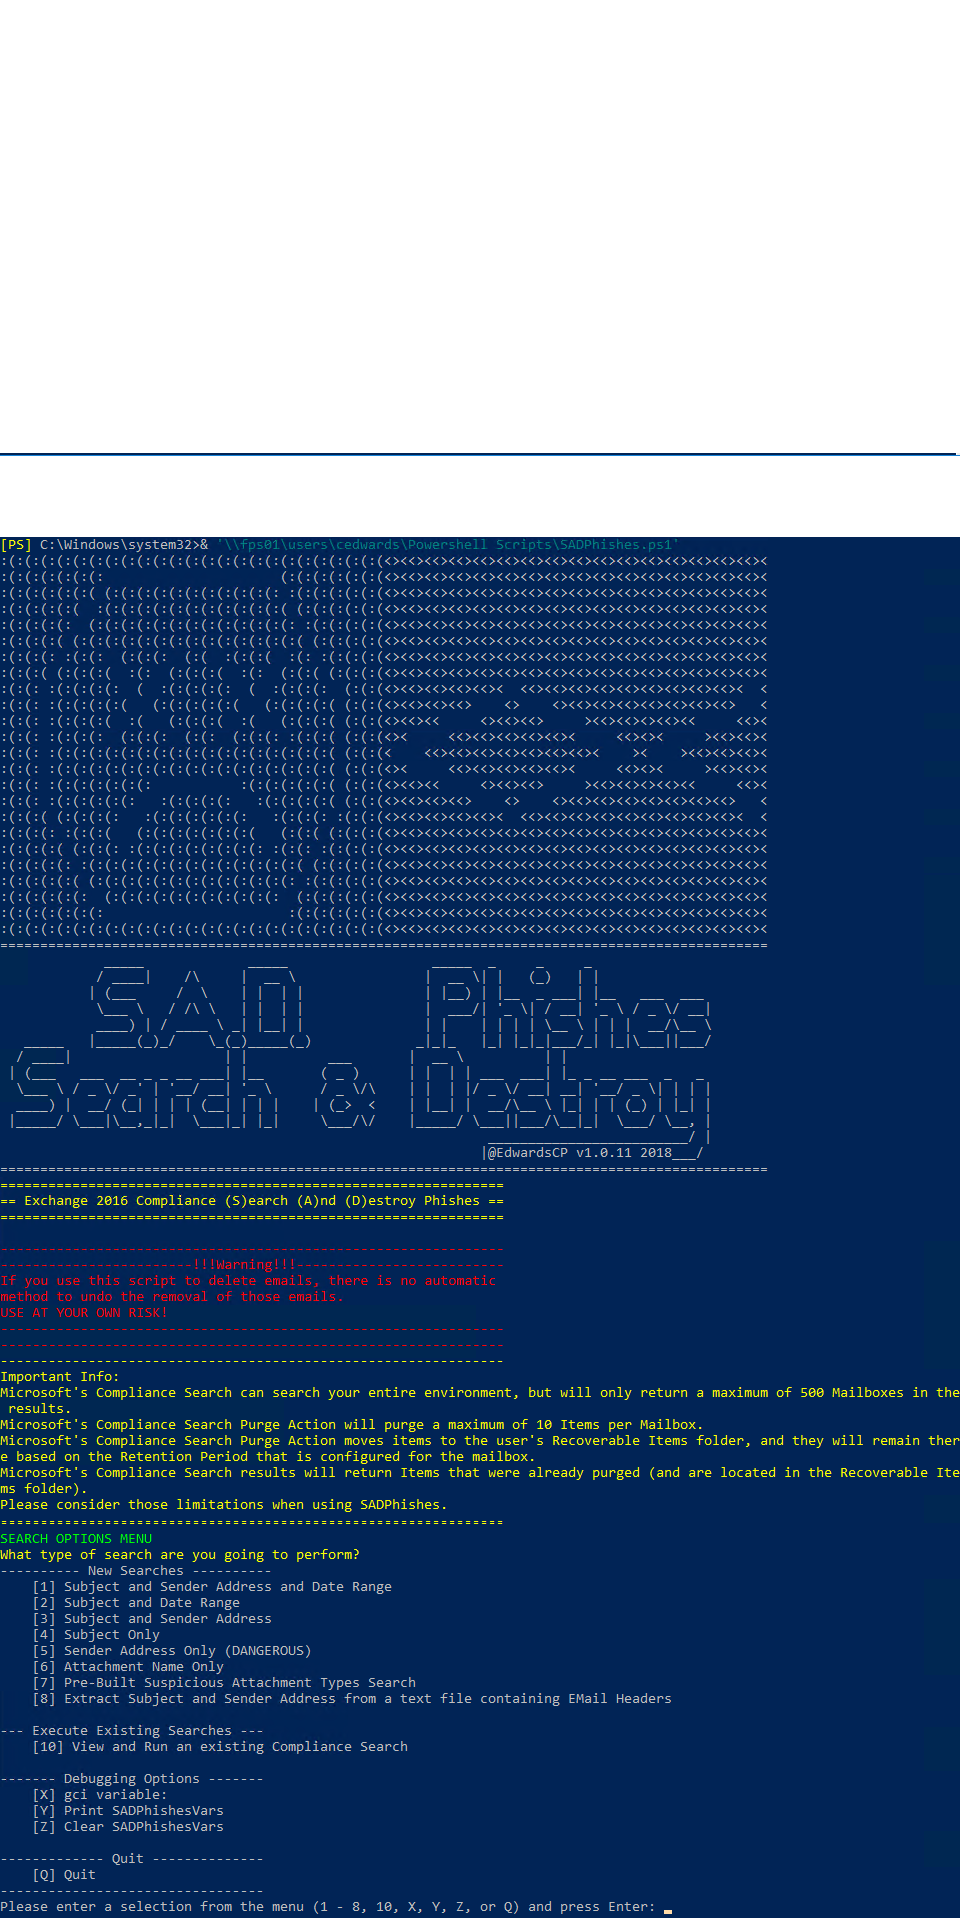 [PS] C:\Windows\system32>& '\\fps01\users\cedwards\Powershell Scripts\SADPhishes.ps1'
S.A.D. Phishes
Search & Destroy
|@EdwardsCP v1.0.11 2018___/
===============================================================
== Exchange 2016 Compliance (S)earch (A)nd (D)estroy Phishes ==
===============================================================
---------------------------------------------------------------
------------------------!!!Warning!!!--------------------------
If you use this script to delete emails, there is no automatic
method to undo the removal of those emails.
USE AT YOUR OWN RISK!
---------------------------------------------------------------
---------------------------------------------------------------
---------------------------------------------------------------
Important Info:
Microsoft's Compliance Search can search your entire environment, but will only return a maximum of 500 Mailboxes in the
 results.
Microsoft's Compliance Search Purge Action will purge a maximum of 10 Items per Mailbox.
Microsoft's Compliance Search Purge Action moves items to the user's Recoverable Items folder, and they will remain ther
e based on the Retention Period that is configured for the mailbox.
Microsoft's Compliance Search results will return Items that were already purged (and are located in the Recoverable Ite
ms folder).
Please consider those limitations when using SADPhishes.
---------------------------------------------------------------
SEARCH OPTIONS MENU
What type of search are you going to perform?
---------- New Searches ----------
    [1] Subject and Sender Address and Date Range
    [2] Subject and Date Range
    [3] Subject and Sender Address
    [4] Subject Only
    [5] Sender Address Only (DANGEROUS)
    [6] Attachment Name Only
    [7] Pre-Built Suspicious Attachment Types Search
    [8] Extract Subject and Sender Address from a text file containing EMail Headers
--- Execute Existing Searches ---
    [10] View and Run an existing Compliance Search
------- Debugging Options -------
    [X] gci variable:
    [Y] Print SADPhishesVars
    [Z] Clear SADPhishesVars
------------- Quit --------------
    [Q] Quit
---------------------------------
Please enter a selection from the menu (1 - 8, 10, X, Y, Z, or Q) and press Enter: